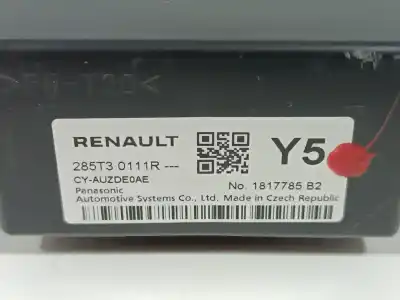 RENAULT
Y5
285T3 0111R ---
CY-AUZDE0AE
No. 1817785 B2
Panasonic
Automotive Systems Co., Ltd. Made in Czech Republic